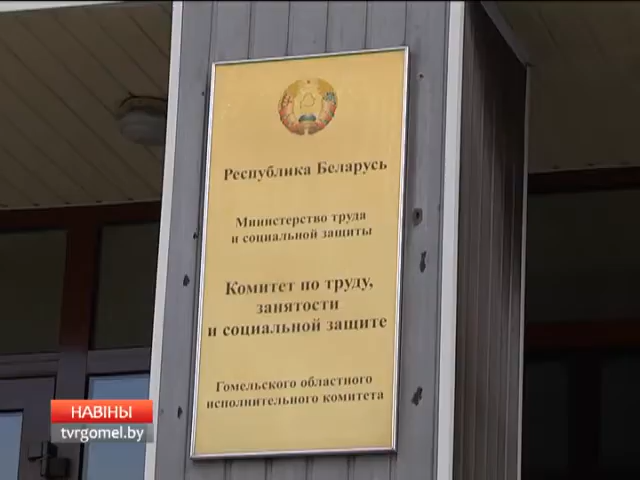 Республика Беларусь
Министерство труда
и социальной защиты
Комитет по труду,
занятости
и социальной защите
Гомельского областного
исполнительного комитета
НАВІНЫ
tvrgomel.by